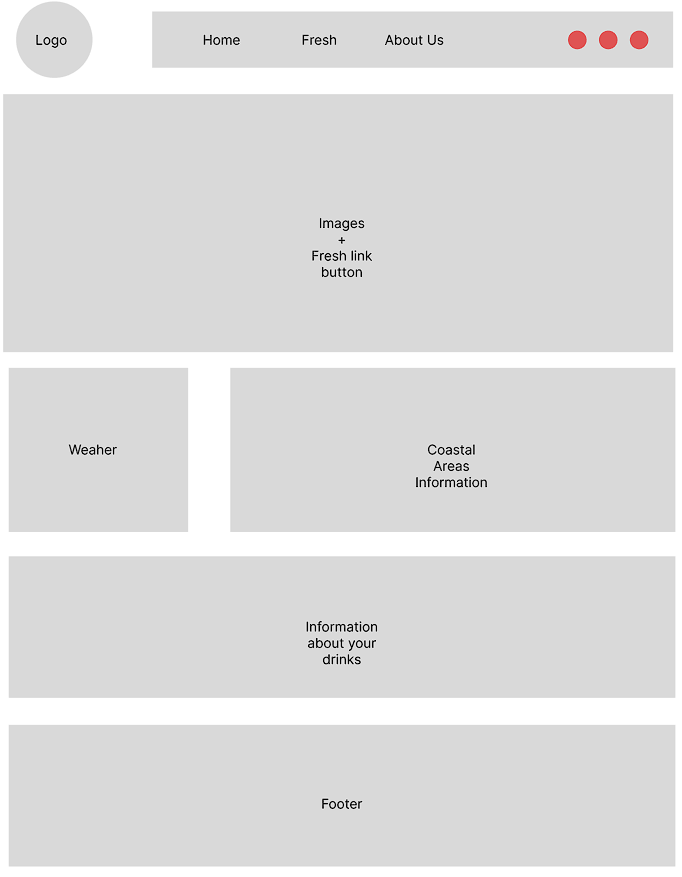 Logo
Home
Fresh
About Us
Images
+
Fresh link
button
Weaher
Coastal
Areas
Information
Information
about your
drinks
Footer